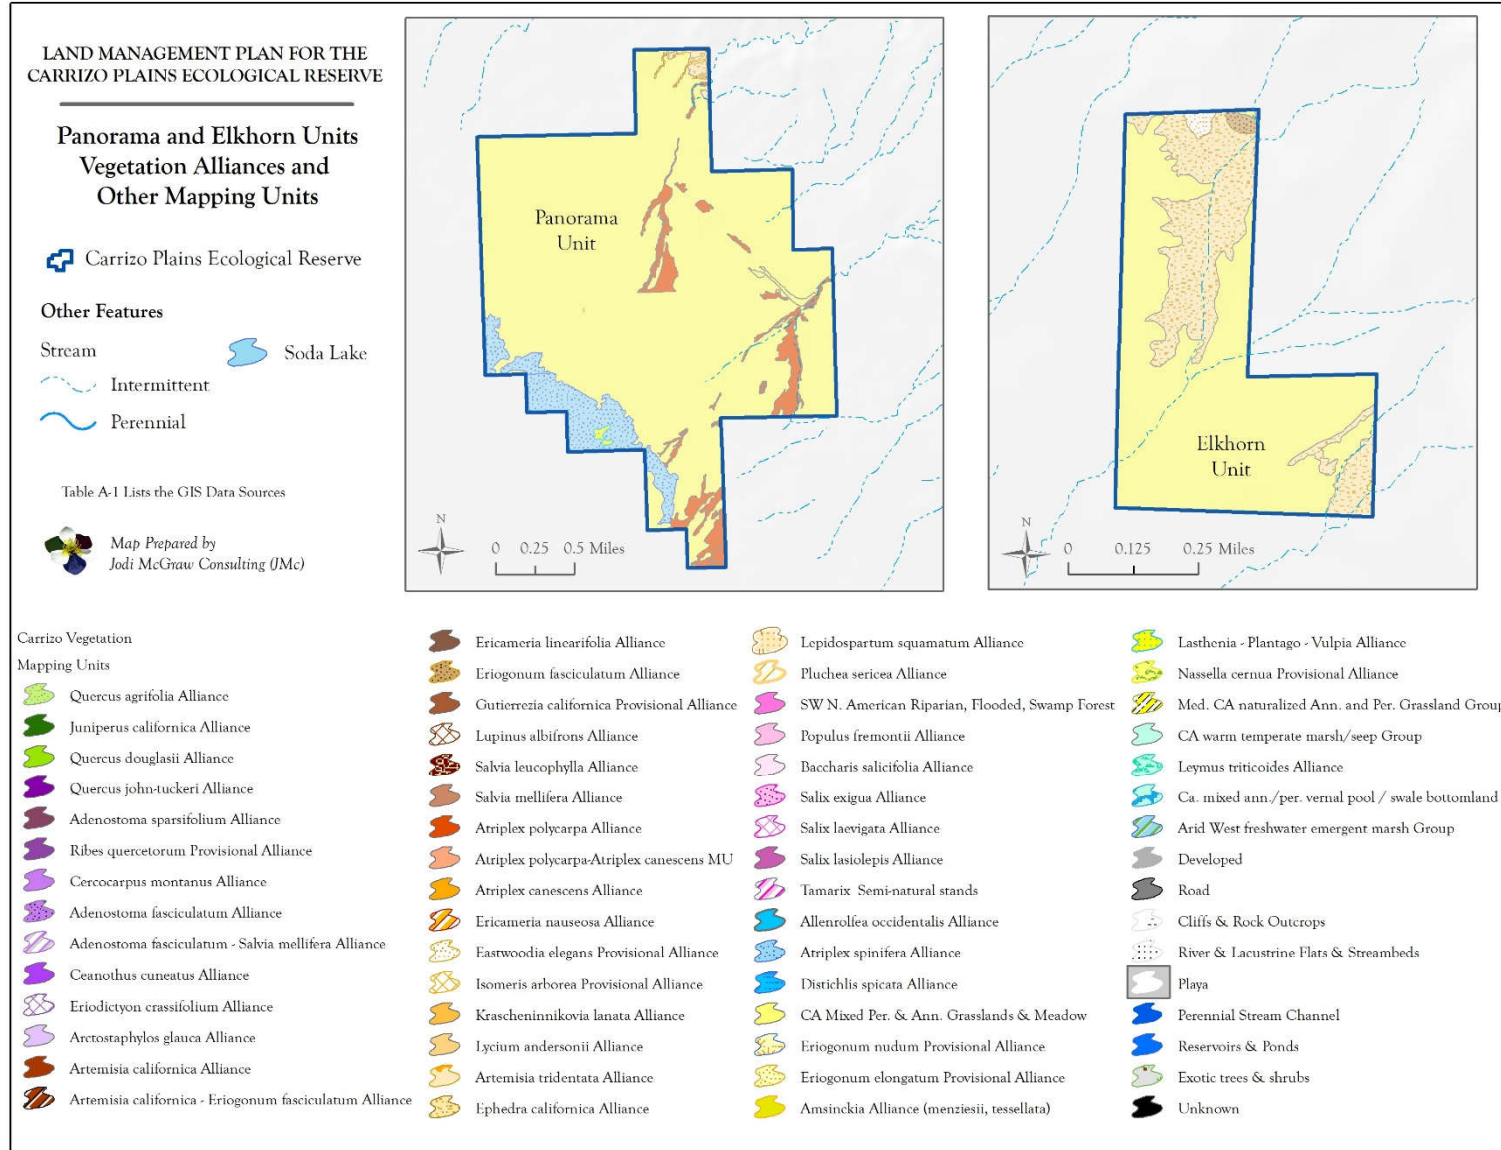 LAND MANAGEMENT PLAN FOR THE
CARRIZO PLAINS ECOLOGICAL RESERVE
Panorama and Elkhorn Units
Vegetation Alliances and
Other Mapping Units
Carrizo Plains Ecological Reserve
Other Features
Stream
Soda Lake
Intermittent
Perennial
Table A-1 Lists the GIS Data Sources
Map Prepared by
Jodi McGraw Consulting (JMc)
Panorama
Unit
N
0 0.25 0.5 Miles
Elkhorn
Unit
N
0 0.125 0.25 Miles
Carrizo Vegetation
Mapping Units
Quercus agrifolia Alliance
Juniperus californica Alliance
Quercus douglasii Alliance
Quercus john-tuckeri Alliance
Adenostoma sparsifolium Alliance
Ribes quercetorum Provisional Alliance
Cercocarpus montanus Alliance
Adenostoma fasciculatum Alliance
Adenostoma fasciculatum - Salvia mellifera Alliance
Ceanothus cuneatus Alliance
Eriodictyon crassifolium Alliance
Arctostaphylos glauca Alliance
Artemisia californica Alliance
Artemisia californica - Eriogonum fasciculatum Alliance
Ericameria linearifolia Alliance
Eriogonum fasciculatum Alliance
Gutierrezia californica Provisional Alliance
Lupinus albifrons Alliance
Salvia leucophylla Alliance
Salvia mellifera Alliance
Atriplex polycarpa Alliance
Atriplex polycarpa-Atriplex canescens MU
Atriplex canescens Alliance
Ericameria nauseosa Alliance
Eastwoodia elegans Provisional Alliance
Isomeris arborea Provisional Alliance
Krascheninnikovia lanata Alliance
Lycium andersonii Alliance
Artemisia tridentata Alliance
Ephedra californica Alliance
Lepidospartum squamatum Alliance
Pluchea sericea Alliance
SW N. American Riparian, Flooded, Swamp Forest
Populus fremontii Alliance
Baccharis salicifolia Alliance
Salix exigua Alliance
Salix laevigata Alliance
Salix lasiolepis Alliance
Tamarix Semi-natural stands
Allenrolfea occidentalis Alliance
Atriplex spinifera Alliance
Distichlis spicata Alliance
CA Mixed Per. & Ann. Grasslands & Meadow
Eriogonum nudum Provisional Alliance
Eriogonum elongatum Provisional Alliance
Amsinckia Alliance (menziesii, tessellata)
Lasthenia - Plantago - Vulpia Alliance
Nassella cernua Provisional Alliance
Med. CA naturalized Ann. and Per. Grassland Group
CA warm temperate marsh/seep Group
Leymus triticoides Alliance
Ca. mixed ann./per. vernal pool / swale bottomland
Arid West freshwater emergent marsh Group
Developed
Road
Cliffs & Rock Outcrops
River & Lacustrine Flats & Streambeds
Playa
Perennial Stream Channel
Reservoirs & Ponds
Exotic trees & shrubs
Unknown